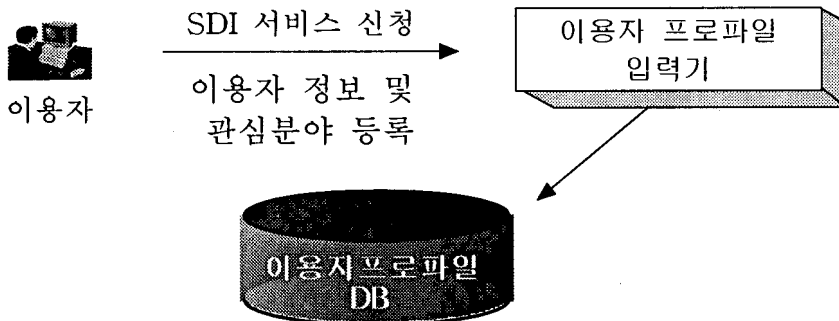 SDI 서비스 신청
이용자 정보 및
관심분야 등록
이용자
이용자 프로파일
입력기
이용자프로파일
DB